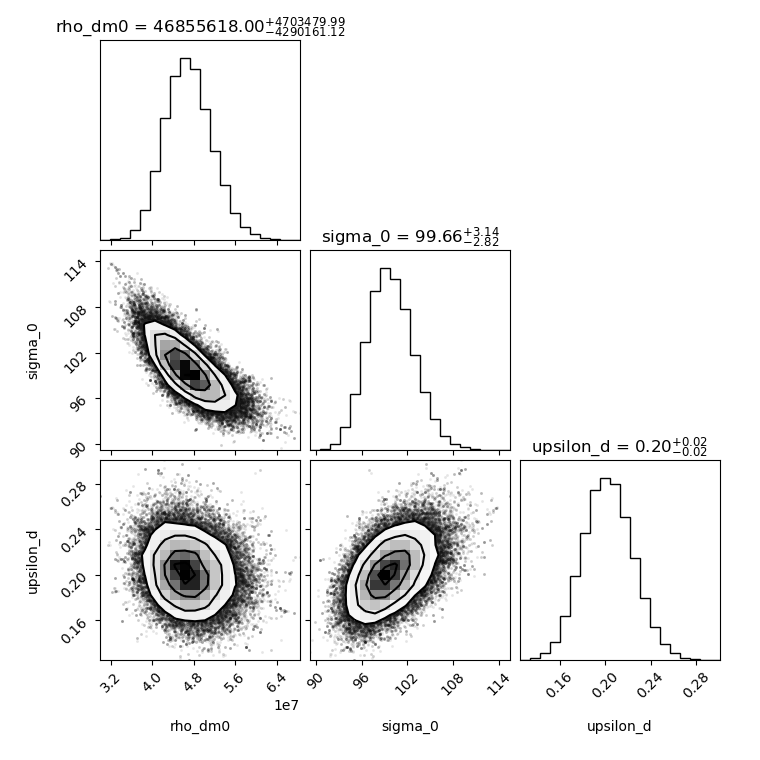 rho_dm0 = 46855618.00+4703479.99
−4290161.12
sigma_0 = 99.66+3.14
−2.82
114
108
102
96
90
sigma_0
upsilon_d = 0.20+0.02
−0.02
0.28
0.24
0.20
0.16
upsilon_d
3.2 4.0 4.8 5.6 6.4
1e7
rho_dm0
90 96 102 108 114
sigma_0
0.16 0.20 0.24 0.28
upsilon_d